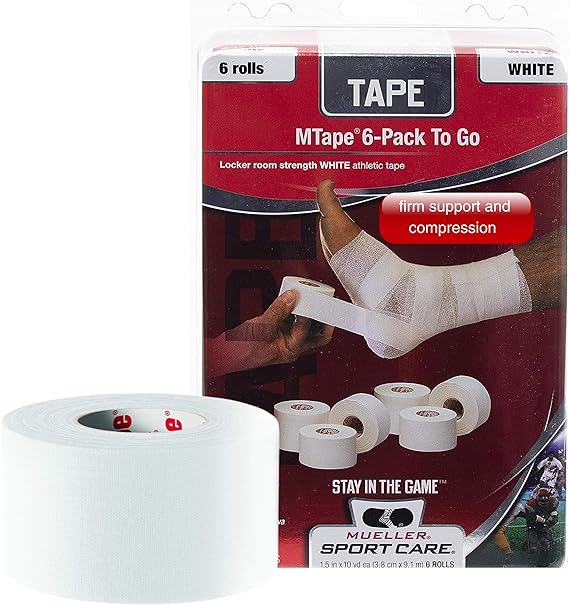 6 rolls
WHITE
TAPE
MTape® 6-Pack To Go
Locker room strength WHITE athletic tape
firm support and
compression
STAY IN THE GAME™
MUELLER®
SPORT CARE®
1.5 in x 10 yd ca (3.8 cm x 9.1 m) 6 ROLLS